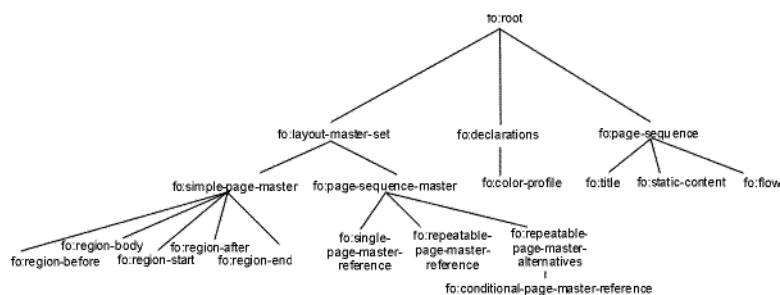 fo:root
fo:layout-master-set
fo:declarations
fo:page-sequence
fo:simple-page-master
fo:page-sequence-master
fo:color-profile
fo:title
fo:static-content
fo:flow
fo:region-body
fo:region-after
fo:region-before
fo:region-start
fo:region-end
fo:single-
page-master-
reference
fo:repeatable-
page-master-
reference
fo:repeatable-
page-master-
alternatives
fo:conditional-page-master-reference